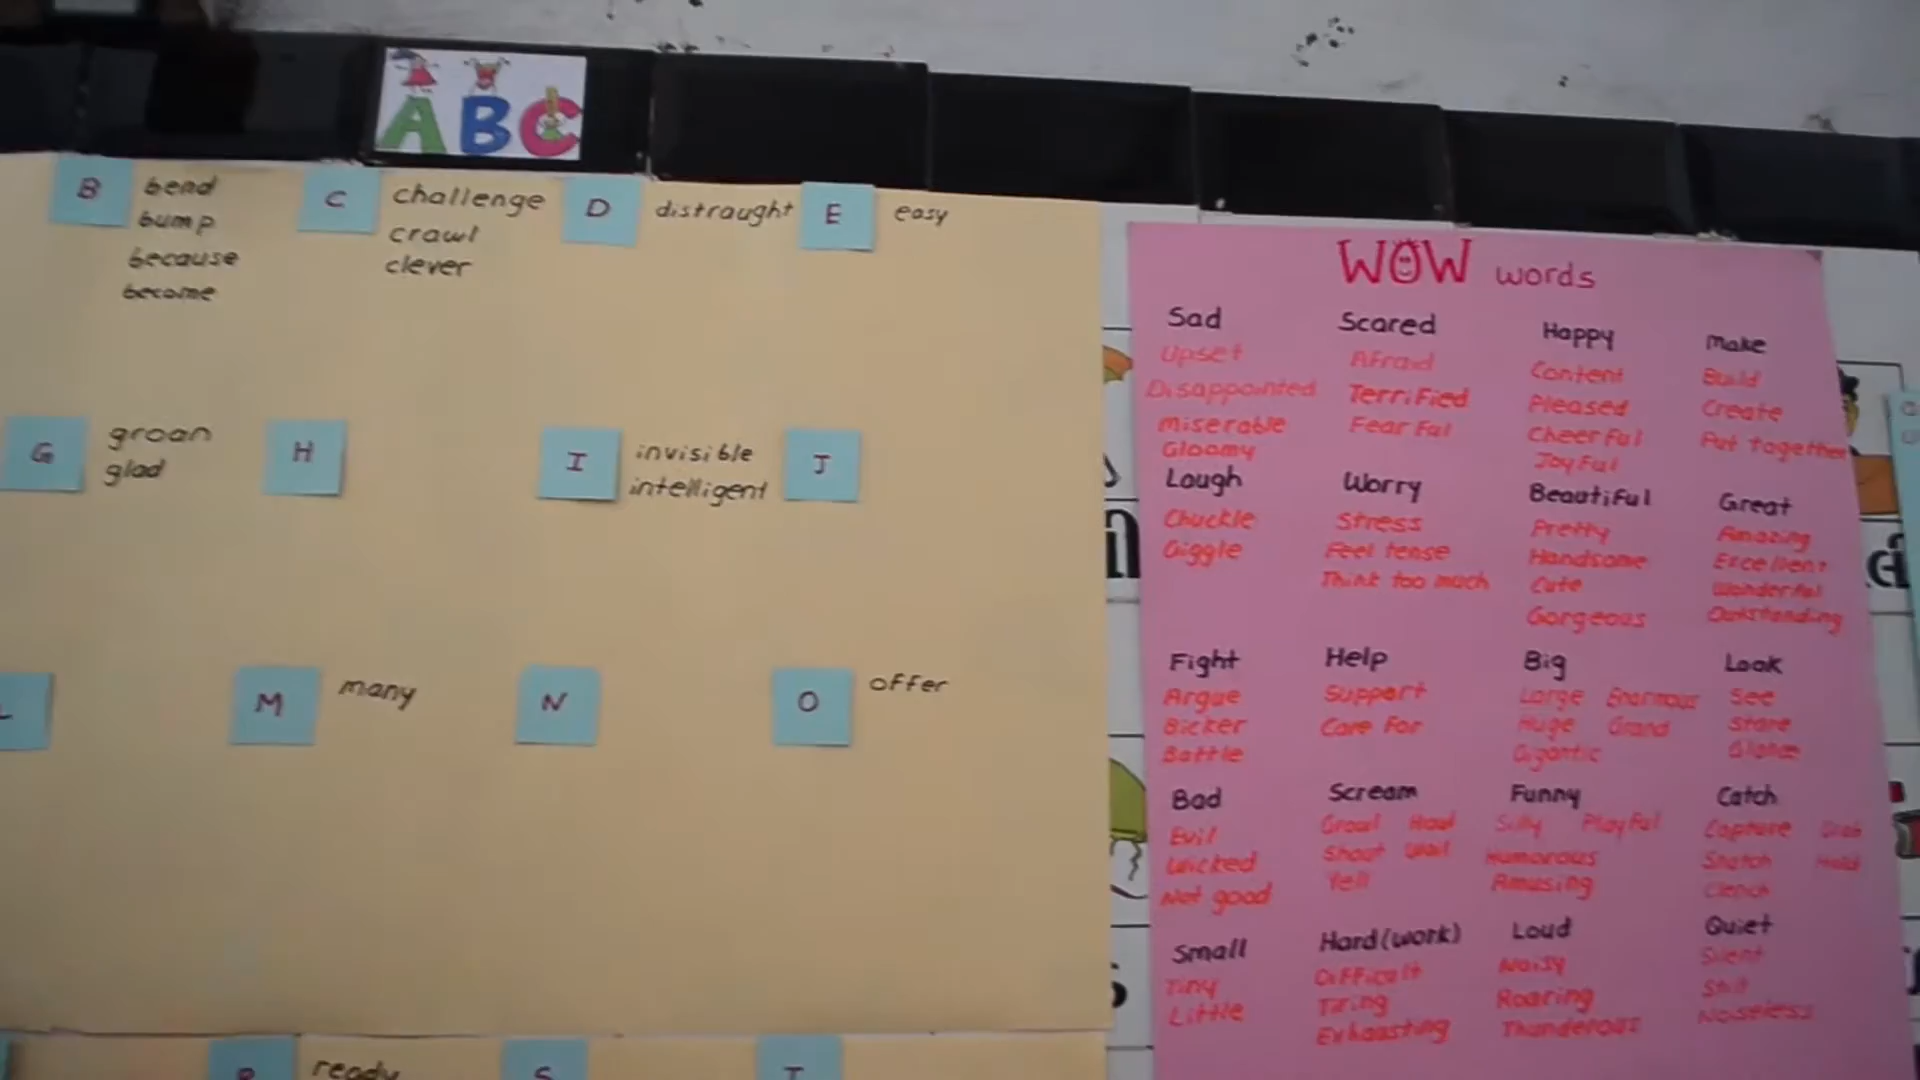 ABC
B bend
bump
because
become
C challenge
crawl
clever
D distraught
E easy
G groan
glad
H
I invisible
intelligent
J
M many
N
O offer
R ready
S
T
WOW words
Sad
Upset
Disappointed
Miserable
Gloomy
Scared
Afraid
Terrified
Fearful
Happy
Content
Pleased
Cheerful
Joyful
Make
Build
Create
Put together
Laugh
Chuckle
Giggle
Worry
Stress
Feel tense
Think too much
Beautiful
Pretty
Handsome
Cute
Gorgeous
Great
Amazing
Excellent
Wonderful
Outstanding
Fight
Argue
Bicker
Battle
Help
Support
Care for
Big
Large Enormous
Huge Grand
Gigantic
Look
See
Stare
Glance
Bad
Evil
Wicked
Not good
Scream
Growl Howl
Shout Wail
Yell
Funny
Silly Playful
Humorous
Amusing
Catch
Capture Grab
Snatch Hold
Clench
Small
Tiny
Little
Hard (work)
Difficult
Tiring
Exhausting
Loud
Noisy
Roaring
Thunderous
Quiet
Silent
Still
Noiseless